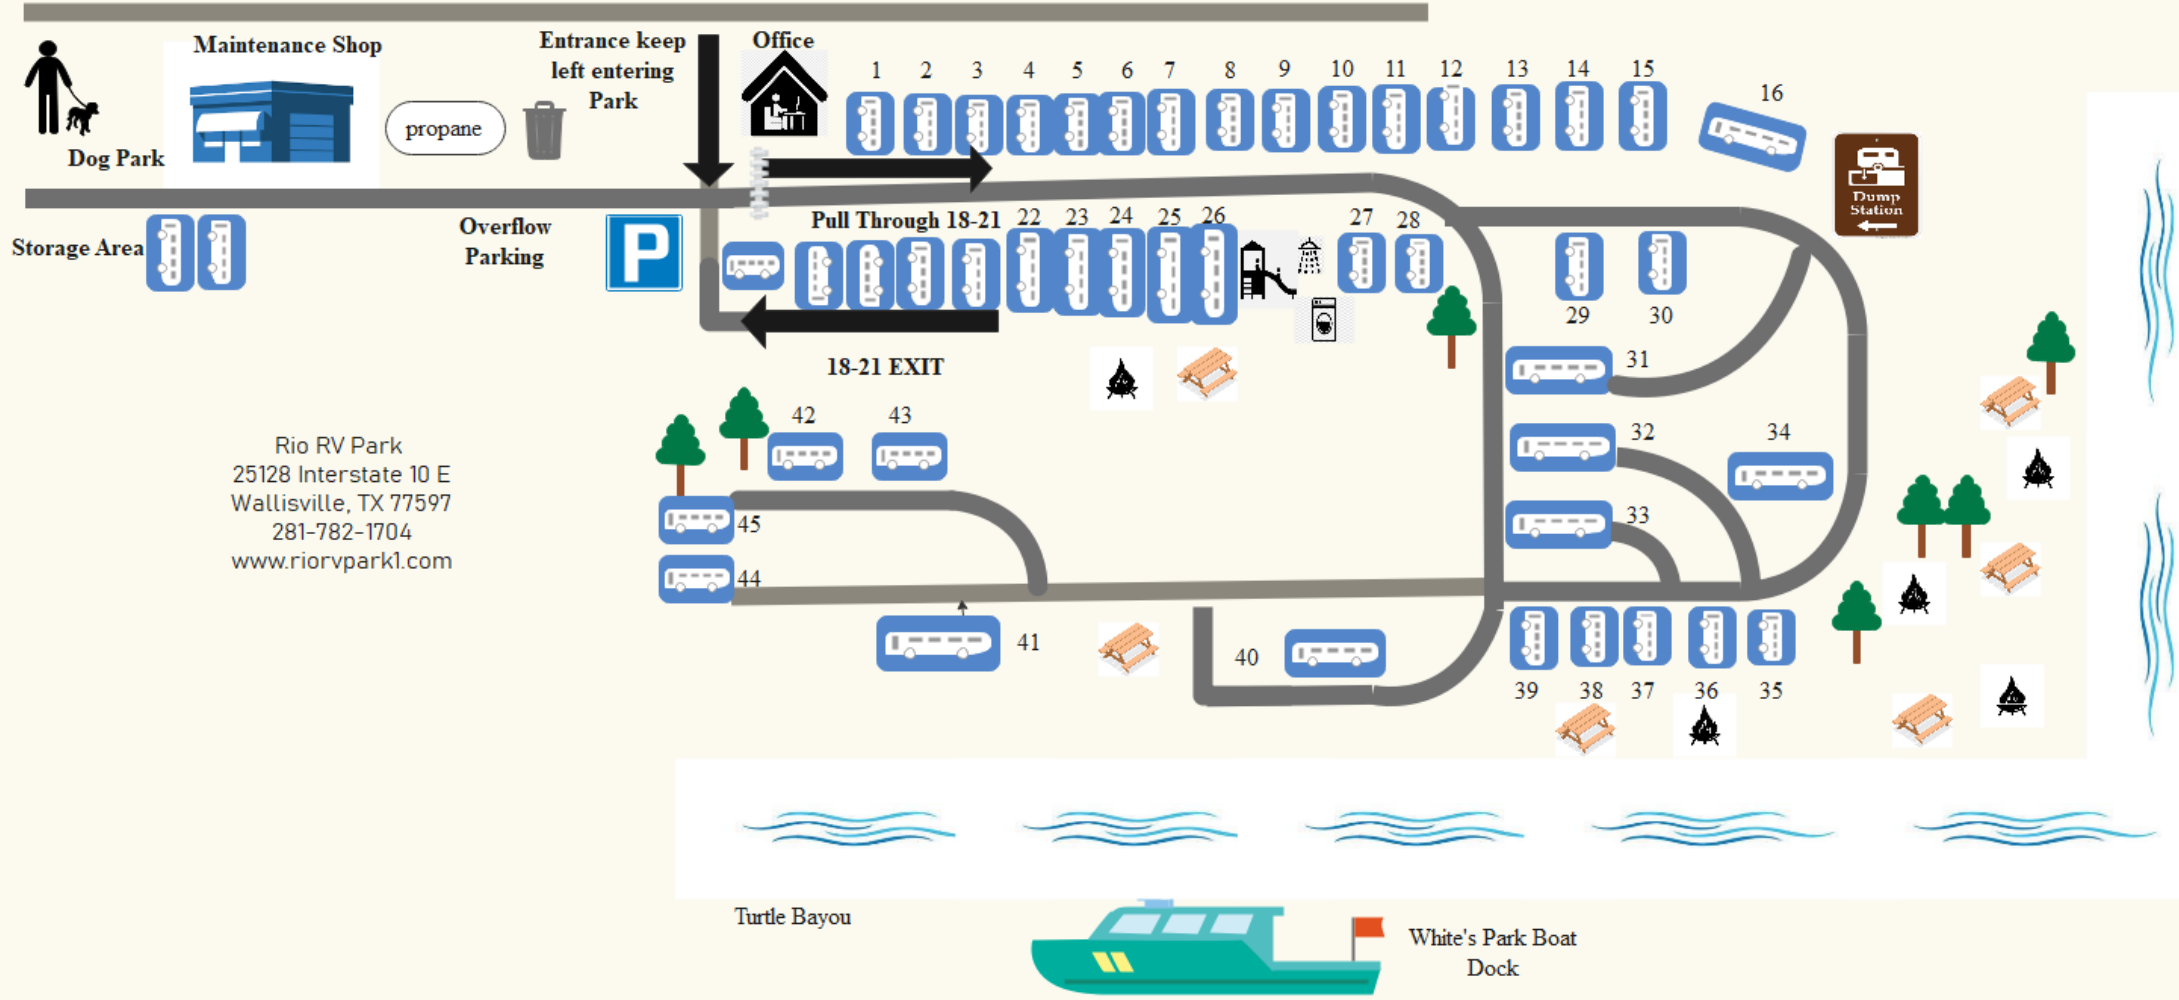 Maintenance Shop
Entrance keep
left entering
Park
Office
propane
Dog Park
1 2 3 4 5 6 7 8 9 10 11 12 13 14 15
16
Dump
Station
Storage Area
Overflow
Parking
P
Pull Through 18-21
22 23 24 25 26 27 28
29 30
18-21 EXIT
31
42 43
32
34
33
Rio RV Park
25128 Interstate 10 E
Wallisville, TX 77597
281-782-1704
www.riorvpark1.com
45
44
41
40
39 38 37 36 35
Turtle Bayou
White's Park Boat
Dock